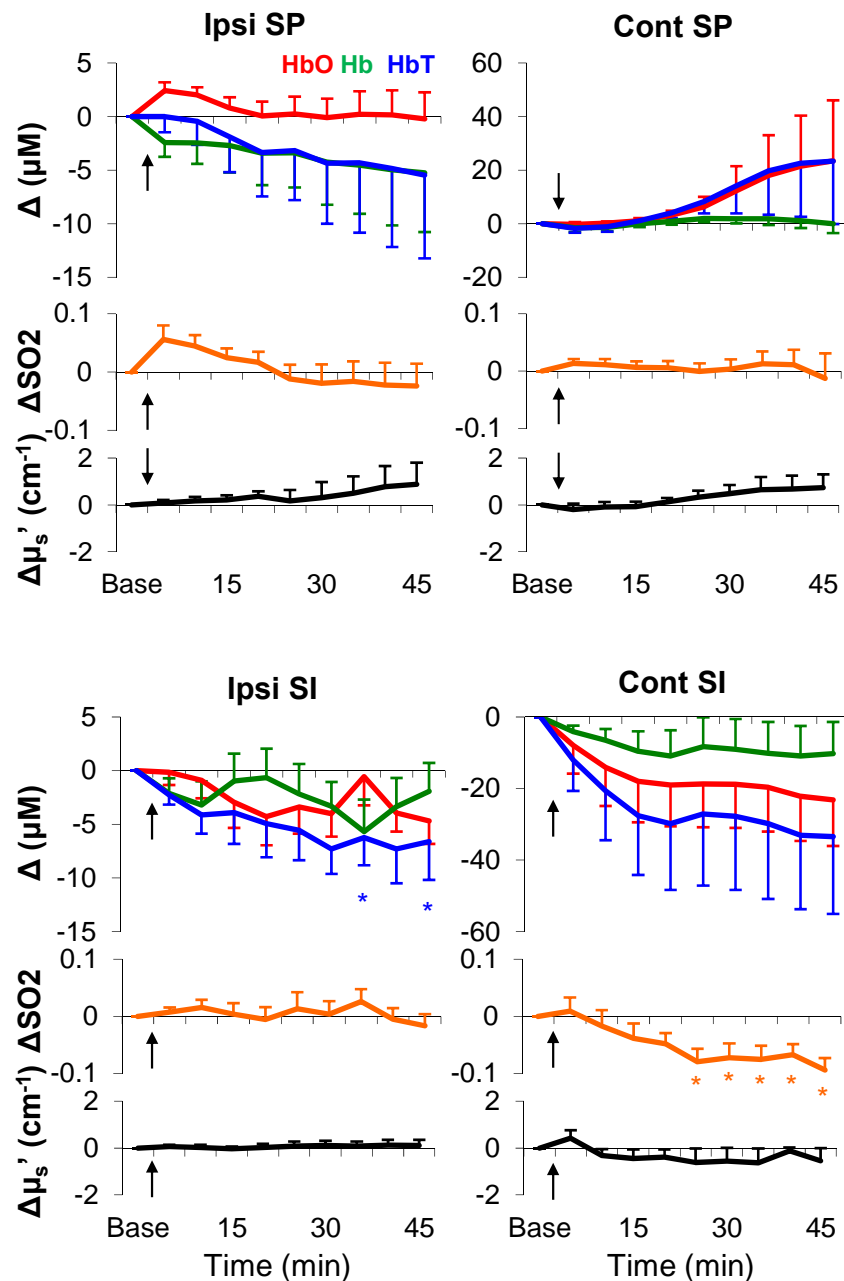 Ipsi SP
Cont SP
HbO Hb HbT
Δ (µM)
5
0
-5
-10
-15
60
40
20
0
-20
ΔSO2
0.1
0
-0.1
0.1
0
-0.1
Δµs’ (cm-1)
2
0
-2
2
0
-2
Base 15 30 45
Base 15 30 45
Ipsi SI
Cont SI
Δ (µM)
5
0
-5
-10
-15
0
-20
-40
-60
* *
ΔSO2
0.1
0
-0.1
0.1
0
-0.1
* * * * *
Δµs’ (cm-1)
2
0
-2
2
0
-2
Base 15 30 45
Base 15 30 45
Time (min)
Time (min)